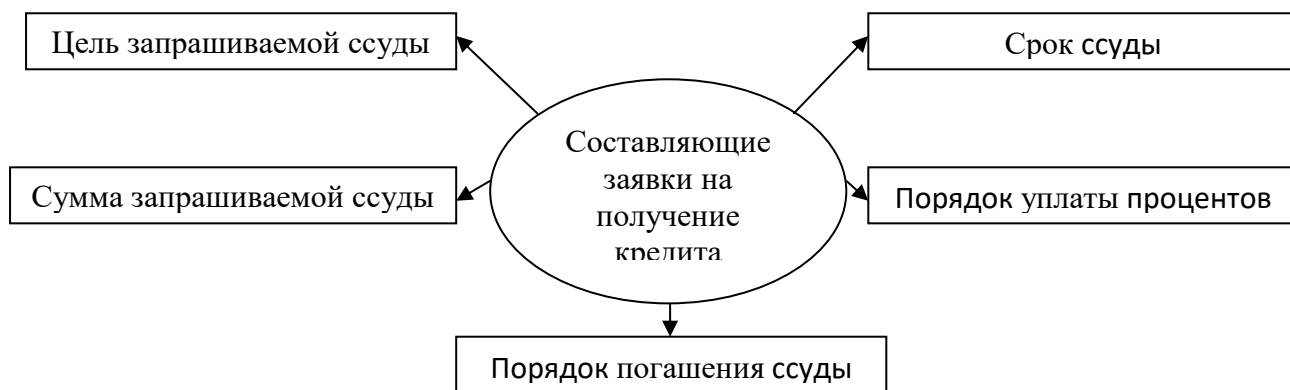 Цель запрашиваемой ссуды
Срок ссуды
Составляющие
заявки на
получение
кредита
Сумма запрашиваемой ссуды
Порядок уплаты процентов
Порядок погашения ссуды